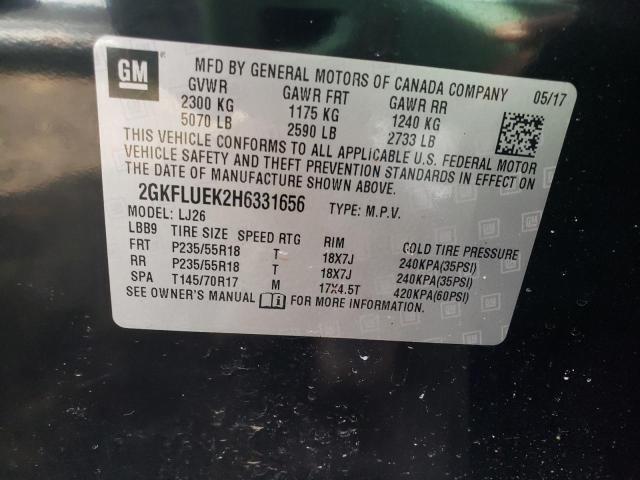 GM
MFD BY GENERAL MOTORS OF CANADA COMPANY 05/17
GVWR GAWR FRT GAWR RR
2300 KG 1175 KG 1240 KG
5070 LB 2590 LB 2733 LB
THIS VEHICLE CONFORMS TO ALL APPLICABLE U.S. FEDERAL MOTOR
VEHICLE SAFETY AND THEFT PREVENTION STANDARDS IN EFFECT ON
THE DATE OF MANUFACTURE SHOWN ABOVE.
2GKFLUEK2H6331656 TYPE: M.P.V.
MODEL: LJ26
LBB9 TIRE SIZE SPEED RTG RIM COLD TIRE PRESSURE
FRT P235/55R18 T 18X7J 240KPA(35PSI)
RR P235/55R18 T 18X7J 240KPA(35PSI)
SPA T145/70R17 M 17X4.5T 420KPA(60PSI)
SEE OWNER'S MANUAL FOR MORE INFORMATION.